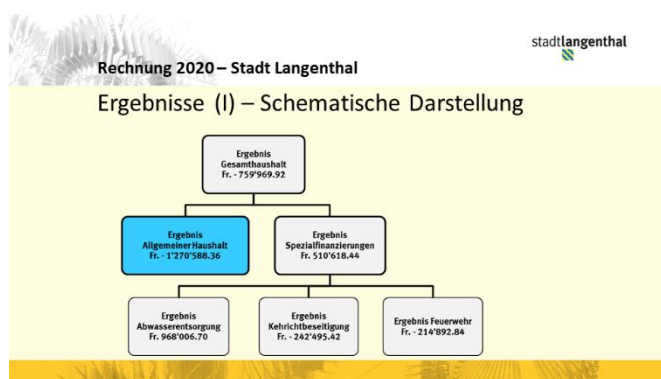 stadtlangenthal
Rechnung 2020 – Stadt Langenthal
Ergebnisse (I) – Schematische Darstellung
Ergebnis
Gesamthaushalt
Fr. - 759'969.92
Ergebnis
Allgemeiner Haushalt
Fr. - 1'270'588.36
Ergebnis
Spezialfinanzierungen
Fr. 510'618.44
Ergebnis
Abwasserentsorgung
Fr. 968'006.70
Ergebnis
Kehrichtbeseitigung
Fr. - 242'495.42
Ergebnis Feuerwehr
Fr. - 214'892.84